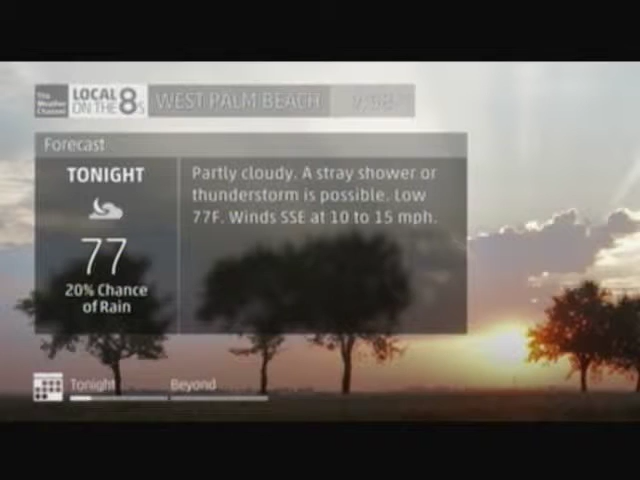 The
Weather
Channel
LOCAL
ON THE 8s
WEST PALM BEACH
Forecast
TONIGHT
77
20% Chance
of Rain
Partly cloudy. A stray shower or
thunderstorm is possible. Low
77F. Winds SSE at 10 to 15 mph.
Tonight
Beyond